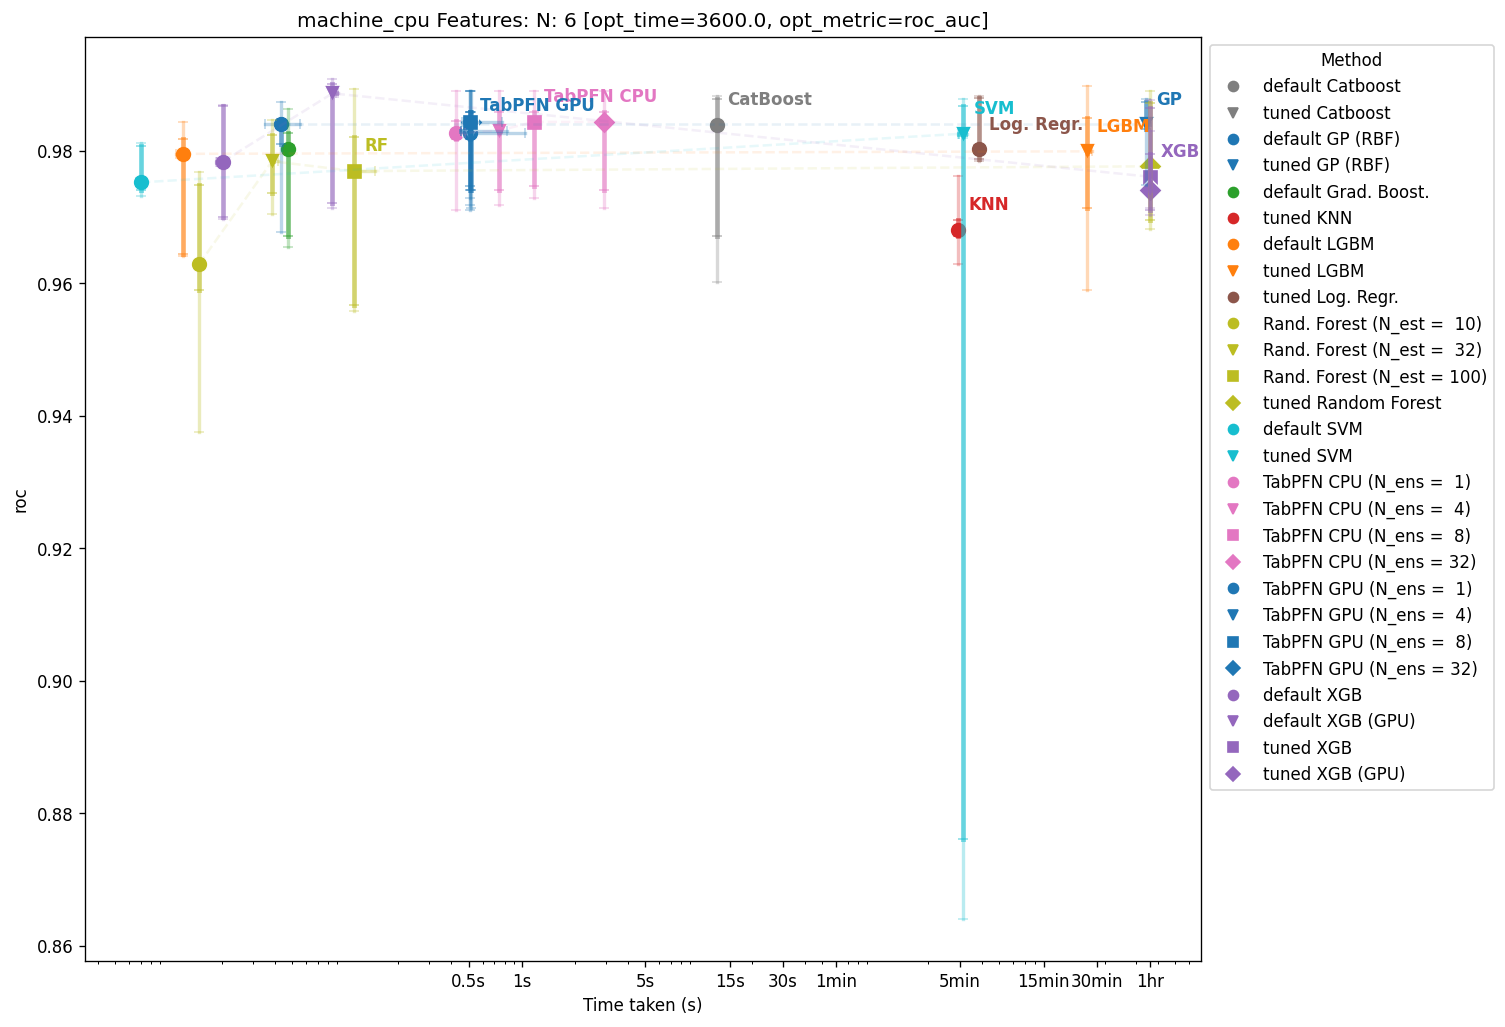 machine_cpu Features: N: 6 [opt_time=3600.0, opt_metric=roc_auc]
roc
0.98
0.96
0.94
0.92
0.90
0.88
0.86
RF
TabPFN GPU
TabPFN CPU
CatBoost
KNN
SVM
Log. Regr.
LGBM
GP
XGB
0.5s
1s
5s
15s
30s
1min
5min
15min
30min
1hr
Time taken (s)
Method
default Catboost
tuned Catboost
default GP (RBF)
tuned GP (RBF)
default Grad. Boost.
tuned KNN
default LGBM
tuned LGBM
tuned Log. Regr.
Rand. Forest (N_est =  10)
Rand. Forest (N_est =  32)
Rand. Forest (N_est = 100)
tuned Random Forest
default SVM
tuned SVM
TabPFN CPU (N_ens =  1)
TabPFN CPU (N_ens =  4)
TabPFN CPU (N_ens =  8)
TabPFN CPU (N_ens = 32)
TabPFN GPU (N_ens =  1)
TabPFN GPU (N_ens =  4)
TabPFN GPU (N_ens =  8)
TabPFN GPU (N_ens = 32)
default XGB
default XGB (GPU)
tuned XGB
tuned XGB (GPU)